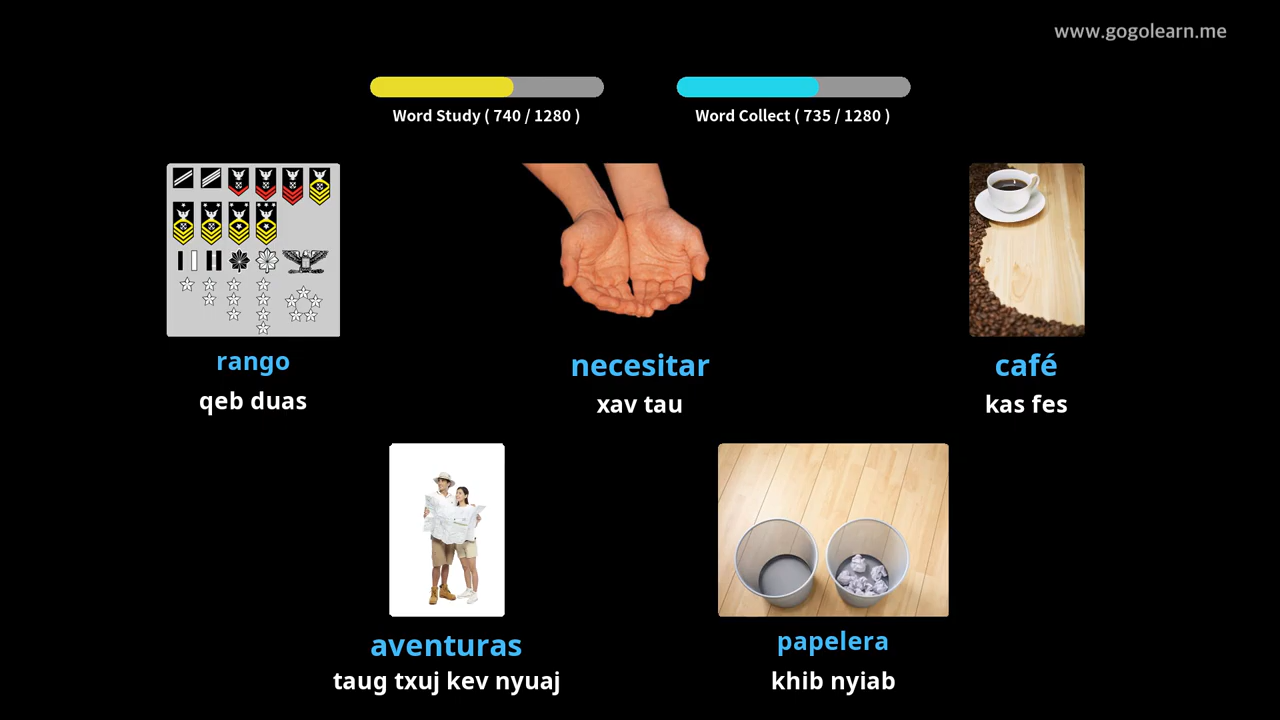 www.gogolearn.me
Word Study ( 740 / 1280 )
Word Collect ( 735 / 1280 )
rango
qeb duas
necesitar
xav tau
café
kas fes
aventuras
taug txuj kev nyuaj
papelera
khib nyiab